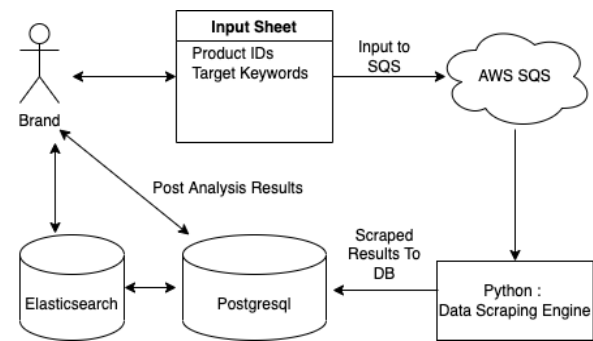 Input Sheet
Product IDs
Target Keywords
Input to
SQS
AWS SQS
Brand
Post Analysis Results
Scraped
Results To
DB
Elasticsearch
Postgresql
Python :
Data Scraping Engine